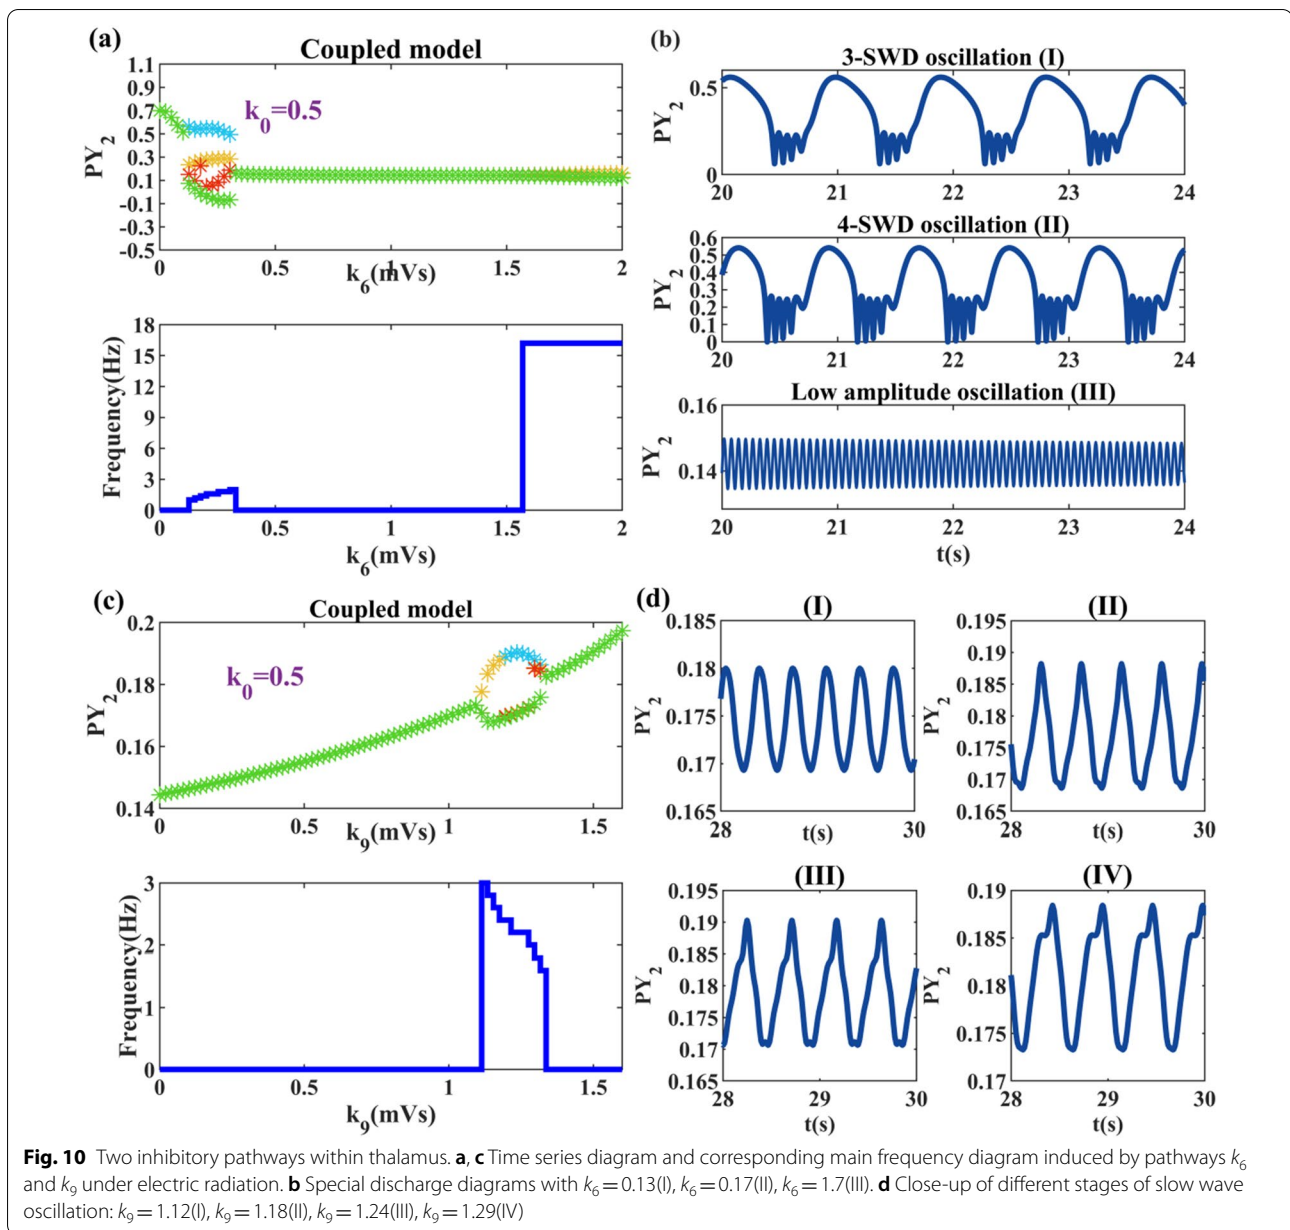 (a)
Coupled model
k0=0.5
PY2
1.1
0.9
0.7
0.5
0.3
0.1
-0.1
-0.3
-0.5
0 0.5 1 1.5 2
k6(mVs)
Frequency(Hz)
18
15
12
9
6
3
0
0 0.5 1 1.5 2
k6(mVs)
(b)
3-SWD oscillation (I)
PY2
0.5
0
20 21 22 23 24
4-SWD oscillation (II)
PY2
0.6
0.5
0.4
0.3
0.2
0.1
0
20 21 22 23 24
Low amplitude oscillation (III)
PY2
0.16
0.14
20 21 22 23 24
t(s)
(c)
Coupled model
k0=0.5
PY2
0.2
0.18
0.16
0.14
0 0.5 1 1.5
k9(mVs)
Frequency(Hz)
3
2
1
0
0 0.5 1 1.5
k9(mVs)
(d)
(I)
PY2
0.185
0.18
0.175
0.17
0.165
28 29 30
t(s)
(II)
PY2
0.195
0.19
0.185
0.18
0.175
0.17
0.165
28 29 30
t(s)
(III)
PY2
0.195
0.19
0.185
0.18
0.175
0.17
0.165
28 29 30
t(s)
(IV)
PY2
0.19
0.185
0.18
0.175
0.17
28 29 30
t(s)
Fig. 10 Two inhibitory pathways within thalamus. a, c Time series diagram and corresponding main frequency diagram induced by pathways k6
and k9 under electric radiation. b Special discharge diagrams with k6 = 0.13(I), k6 = 0.17(II), k6 = 1.7(III). d Close-up of different stages of slow wave
oscillation: k9 = 1.12(I), k9 = 1.18(II), k9 = 1.24(III), k9 = 1.29(IV)